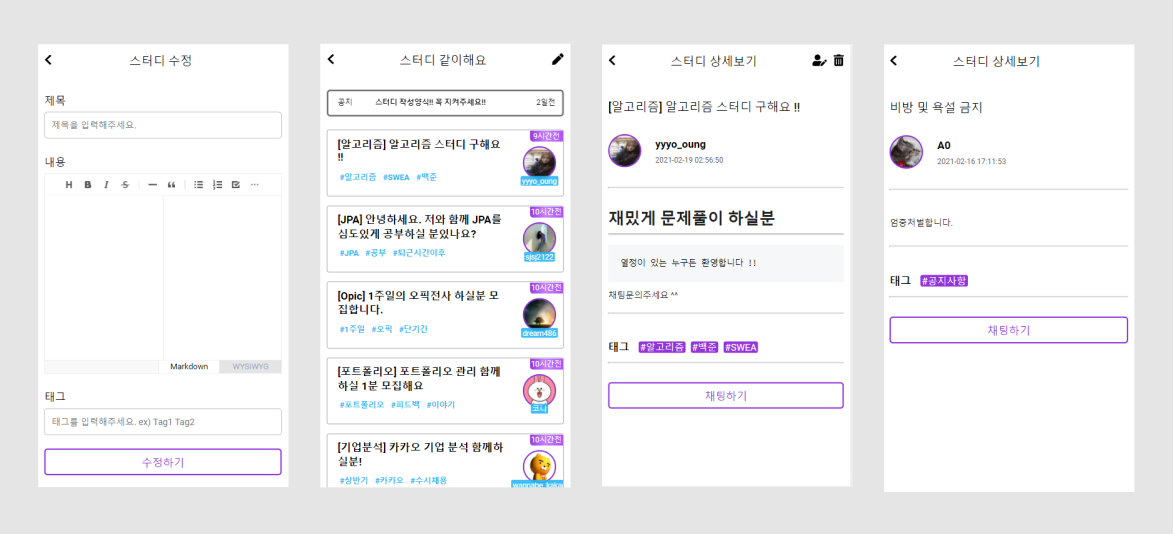 스터디 수정
제목
제목을 입력해주세요.
내용
H B I S
Markdown WYSIWYG
태그
태그를 입력해주세요. ex) Tag1 Tag2
수정하기
스터디 같이해요
공지 스터디 작성양식!! 꼭 지켜주세요!! 2일전
9시간전
[알고리즘] 알고리즘 스터디 구해요
!!
#알고리즘 #SWEA #백준
yyyo_oung
10시간전
[JPA] 안녕하세요. 저와 함께 JPA를
심도있게 공부하실 분있나요?
#JPA #공부 #퇴근시간이후
sjsj2122
10시간전
[Opic] 1주일의 오픽전사 하실분 모
집합니다.
#1주일 #오픽 #단기간
dream486
10시간전
[포트폴리오] 포트폴리오 관리 함께
하실 1분 모집해요
#포트폴리오 #피드백 #이야기
코니
10시간전
[기업분석] 카카오 기업 분석 함께하
실분!
#상반기 #카카오 #수시채용
스터디 상세보기
[알고리즘] 알고리즘 스터디 구해요 !!
yyyo_oung
2021-02-19 02:56:50
재밌게 문제풀이 하실분
열정이 있는 누구든 환영합니다 !!
채팅문의주세요 ^^
태그 #알고리즘 #백준 #SWEA
채팅하기
스터디 상세보기
비방 및 욕설 금지
A0
2021-02-16 17:11:53
엄중처벌합니다.
태그 #공지사항
채팅하기